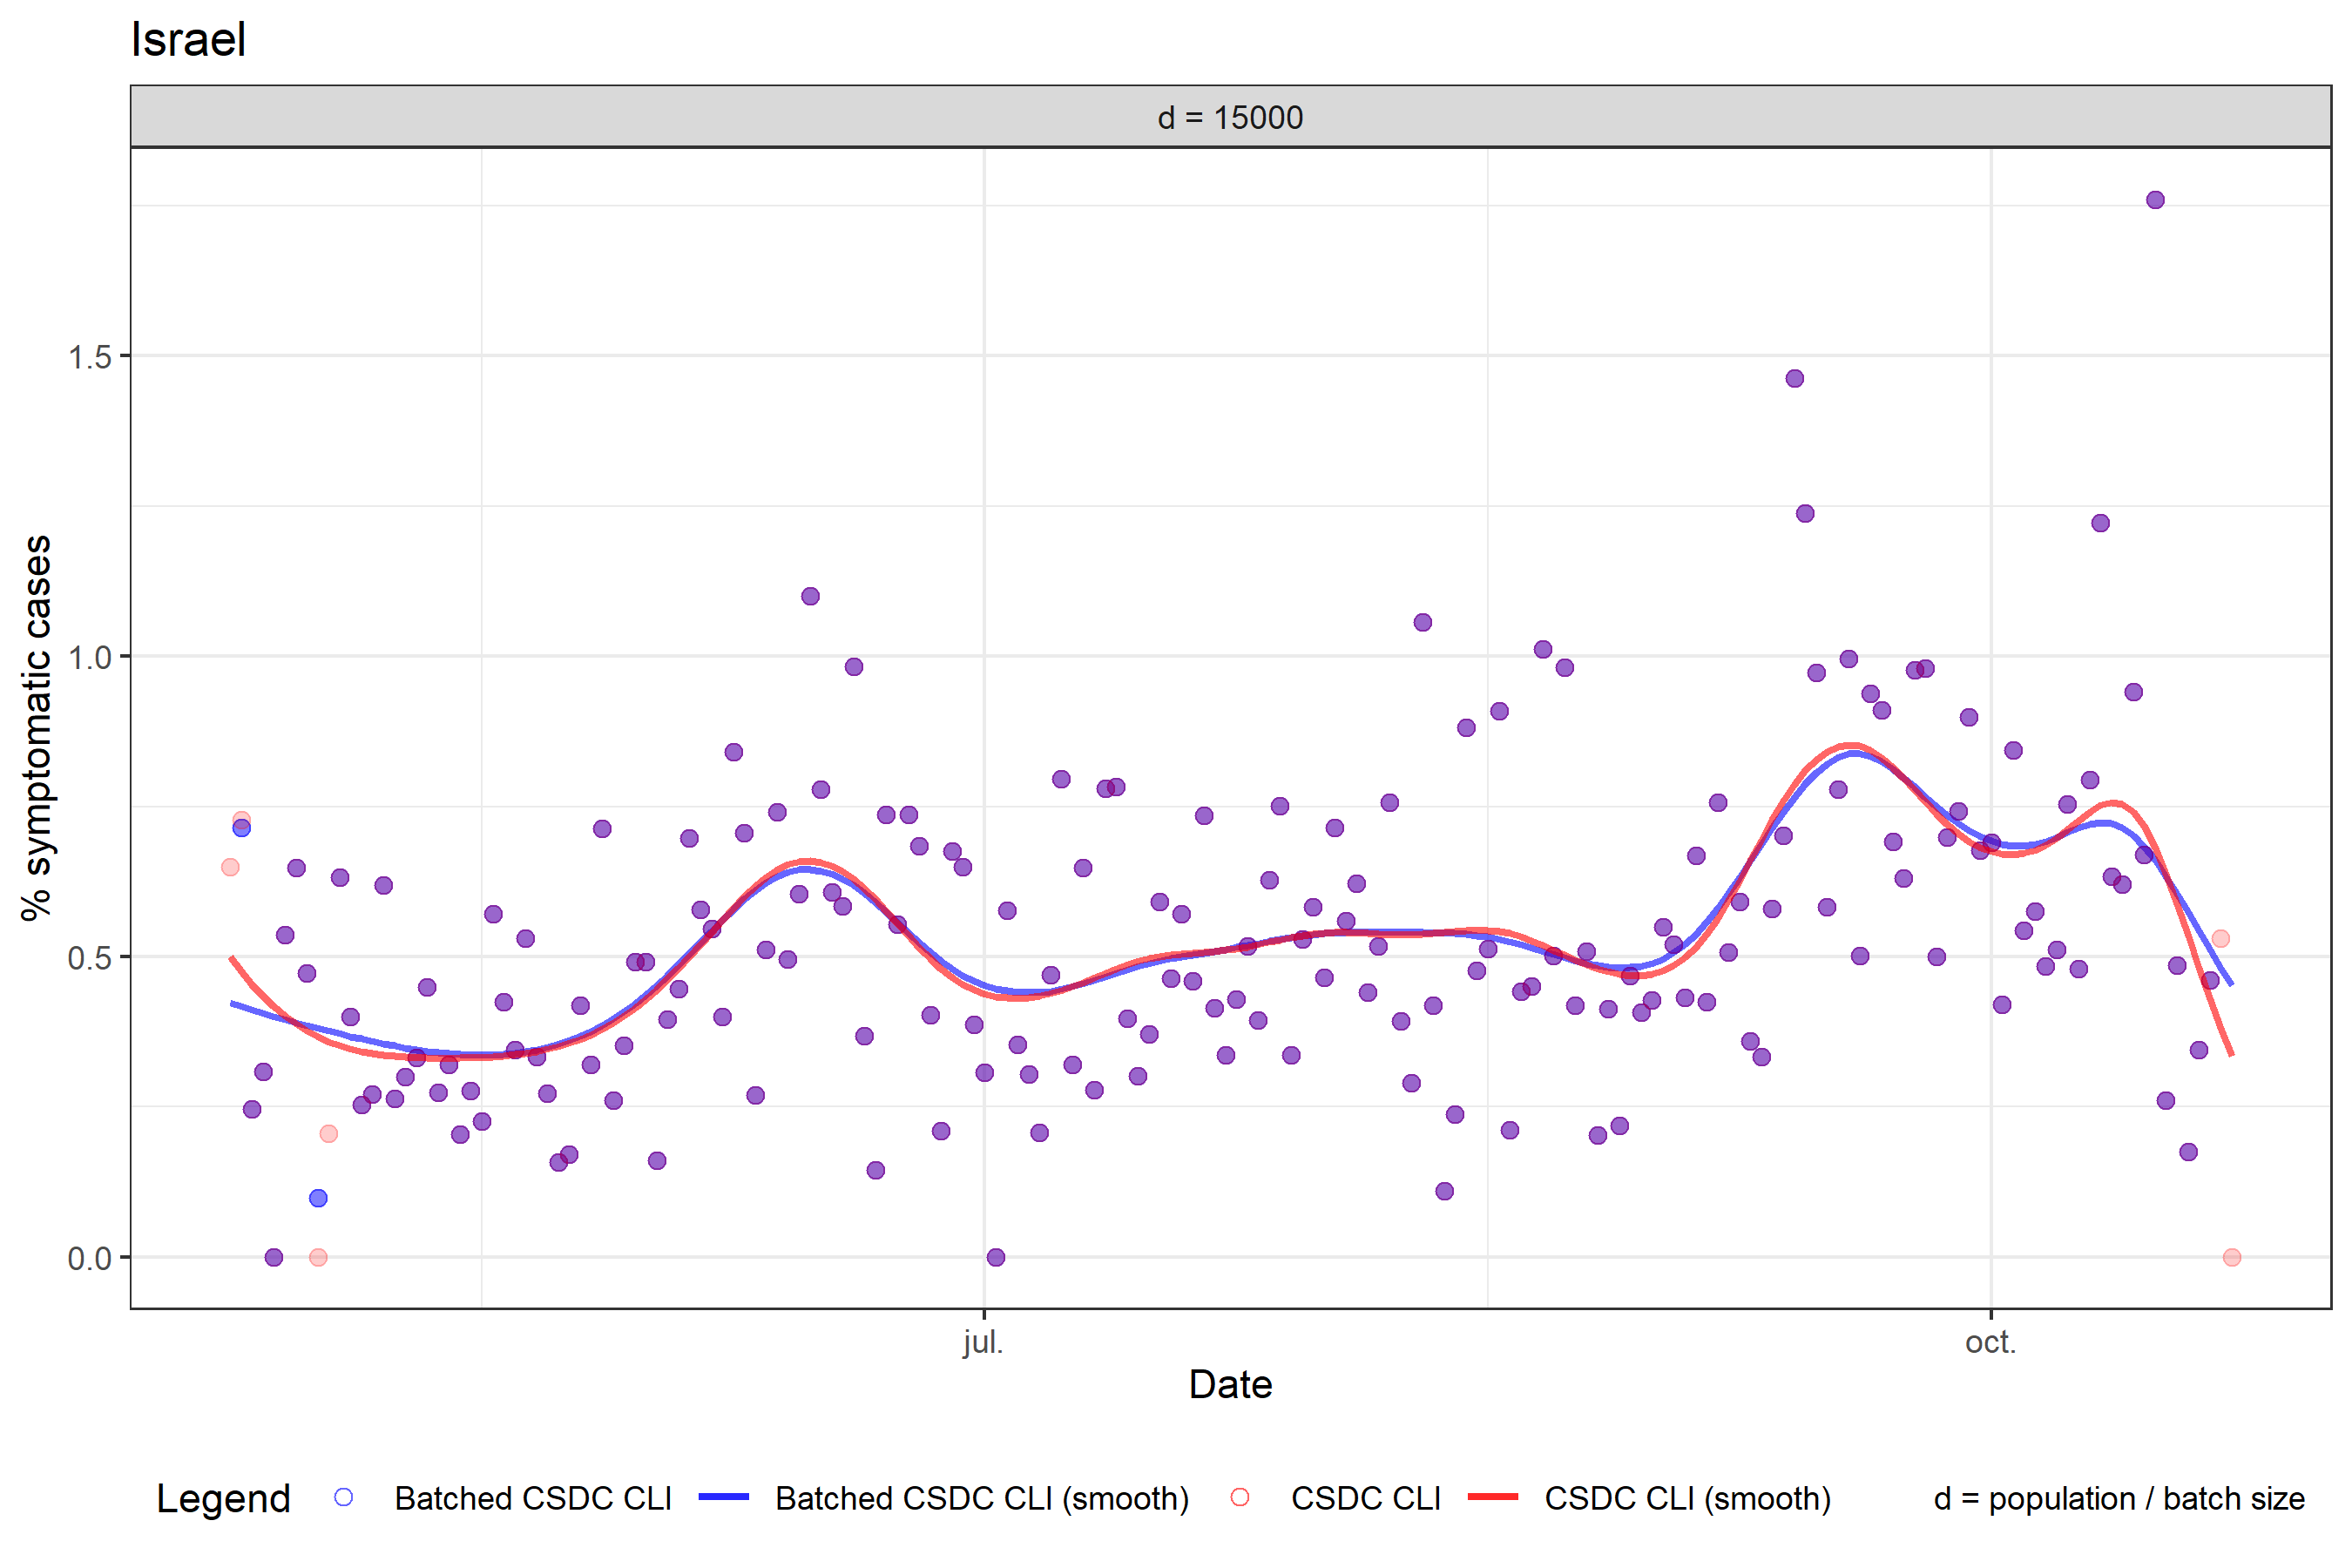 Israel
d = 15000
% symptomatic cases
1.5
1.0
0.5
0.0
jul.
oct.
Date
Legend
Batched CSDC CLI
Batched CSDC CLI (smooth)
CSDC CLI
CSDC CLI (smooth)
d = population / batch size